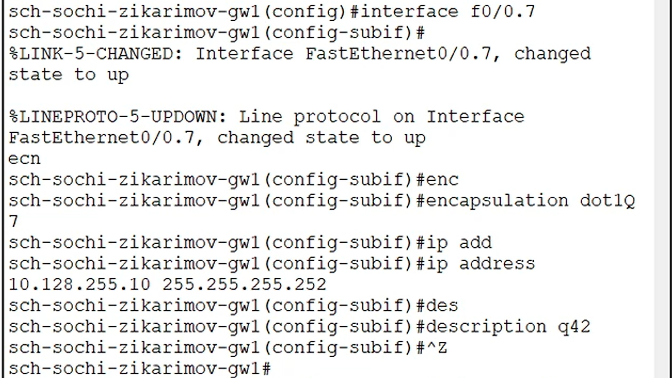 sch-sochi-zikarimov-gw1(config)#interface f0/0.7
sch-sochi-zikarimov-gw1(config-subif)#
%LINK-5-CHANGED: Interface FastEthernet0/0.7, changed
state to up
%LINEPROTO-5-UPDOWN: Line protocol on Interface
FastEthernet0/0.7, changed state to up
ecn
sch-sochi-zikarimov-gw1(config-subif)#enc
sch-sochi-zikarimov-gw1(config-subif)#encapsulation dot1Q
7
sch-sochi-zikarimov-gw1(config-subif)#ip add
sch-sochi-zikarimov-gw1(config-subif)#ip address
10.128.255.10 255.255.255.252
sch-sochi-zikarimov-gw1(config-subif)#des
sch-sochi-zikarimov-gw1(config-subif)#description q42
sch-sochi-zikarimov-gw1(config-subif)#^Z
sch-sochi-zikarimov-gw1#